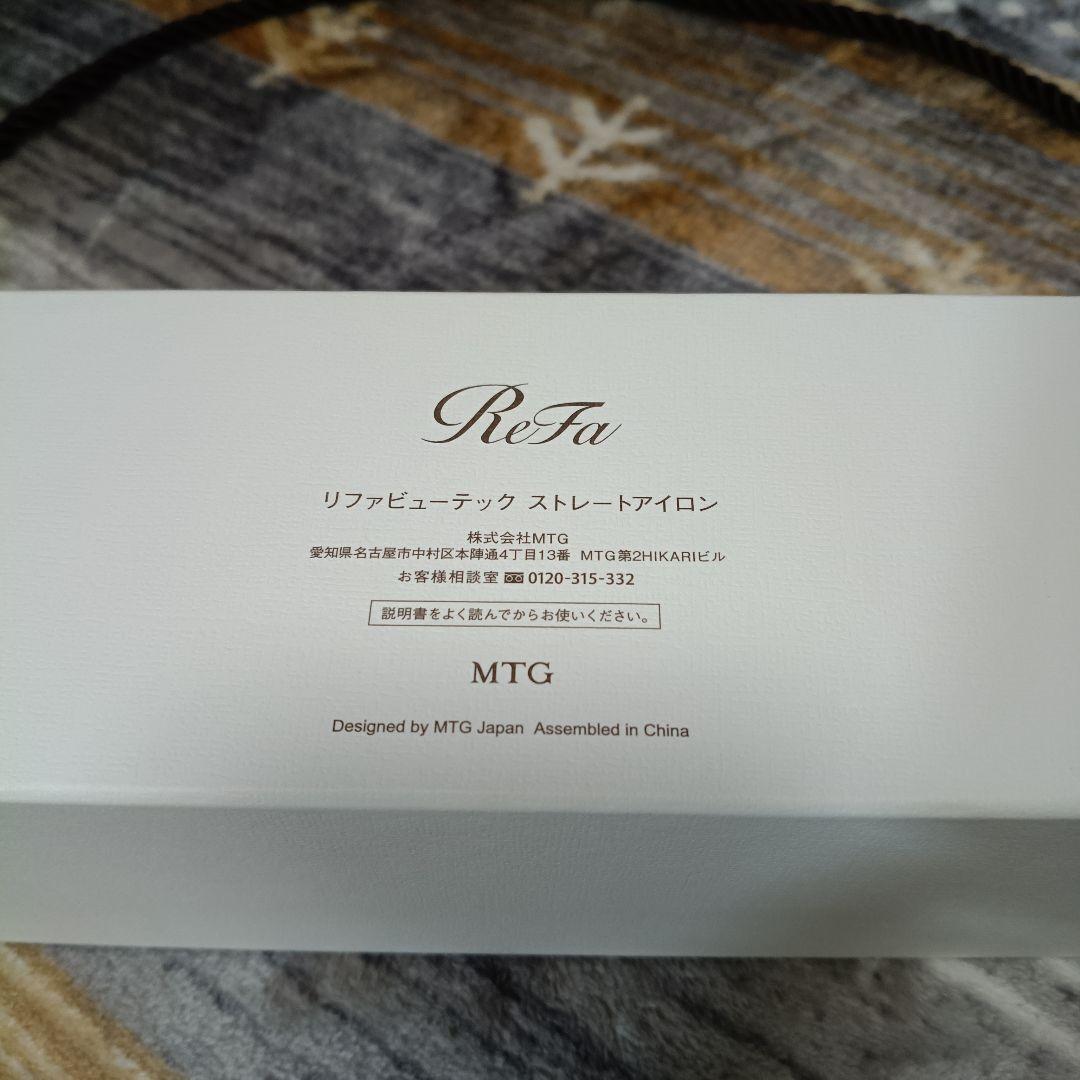 ReFa
リファビューテック ストレートアイロン
株式会社MTG
愛知県名古屋市中村区本陣通4丁目13番 MTG第2HIKARIビル
お客様相談室 0120-315-332
説明書をよく読んでからお使いください。
MTG
Designed by MTG Japan Assembled in China